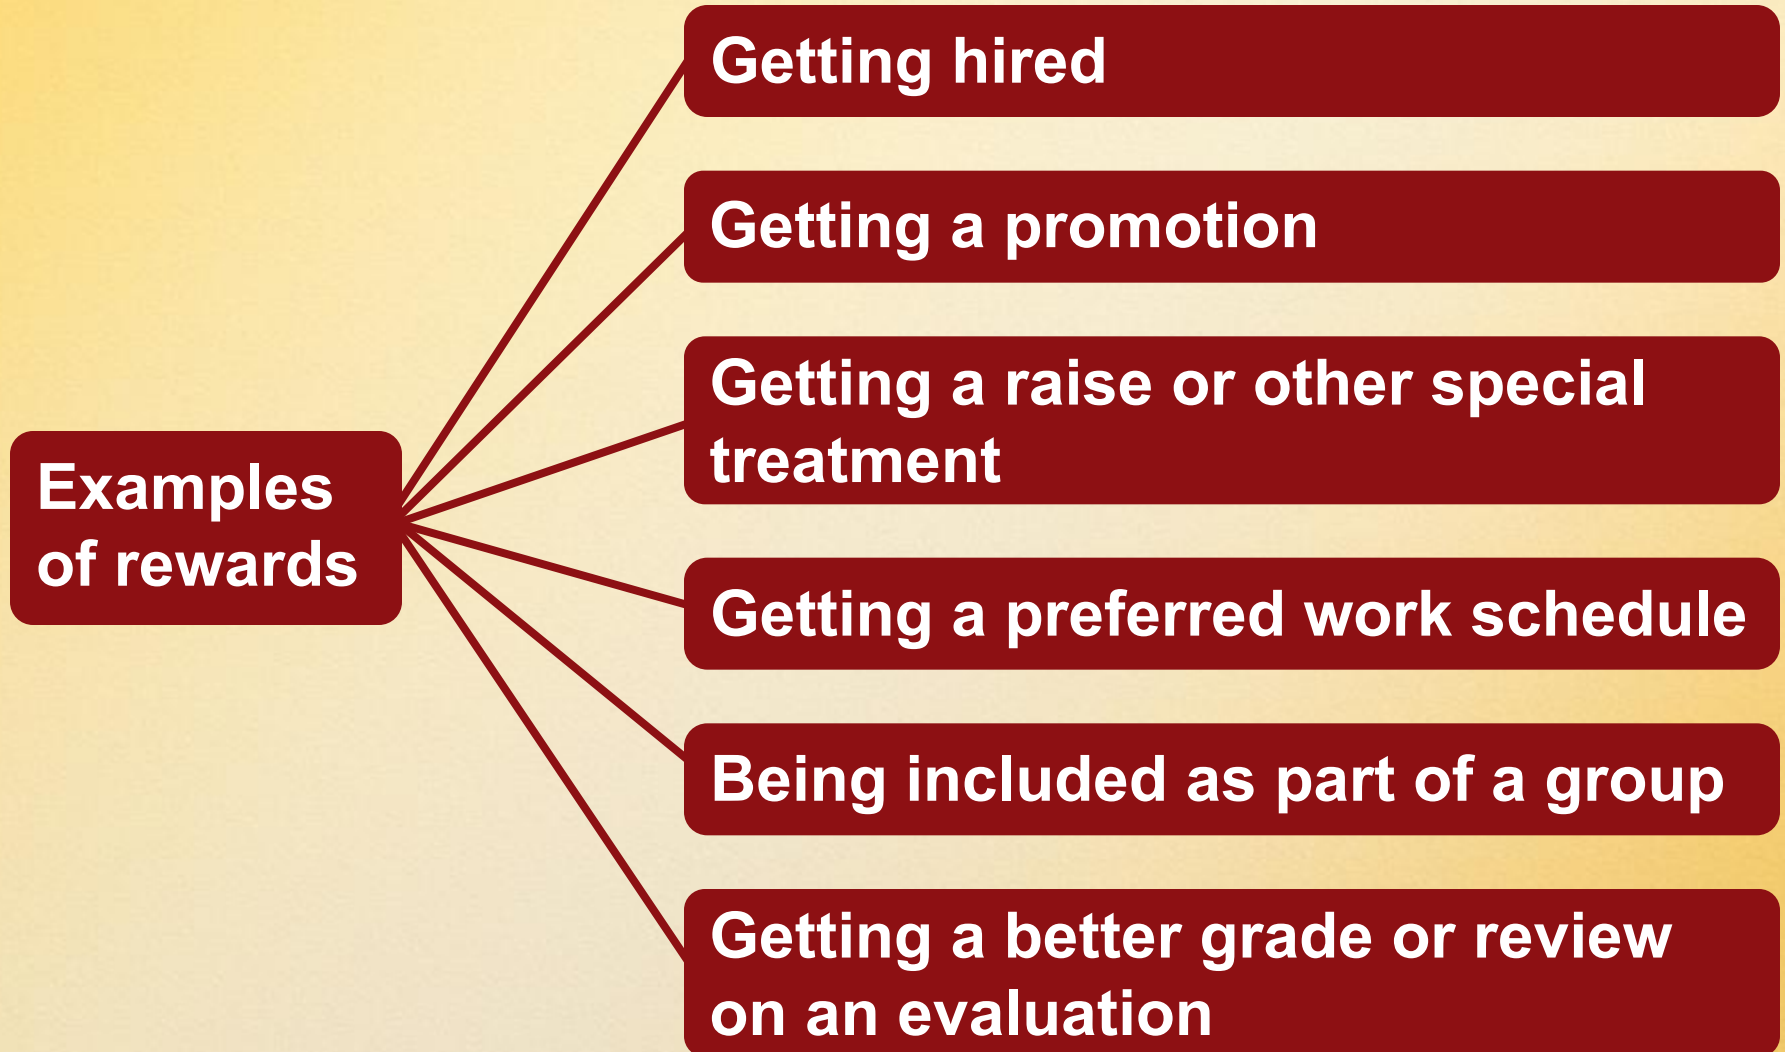 Getting hired
Getting a promotion
Getting a raise or other special
treatment
Examples
of rewards
Getting a preferred work schedule
Being included as part of a group
Getting a better grade or review
on an evaluation